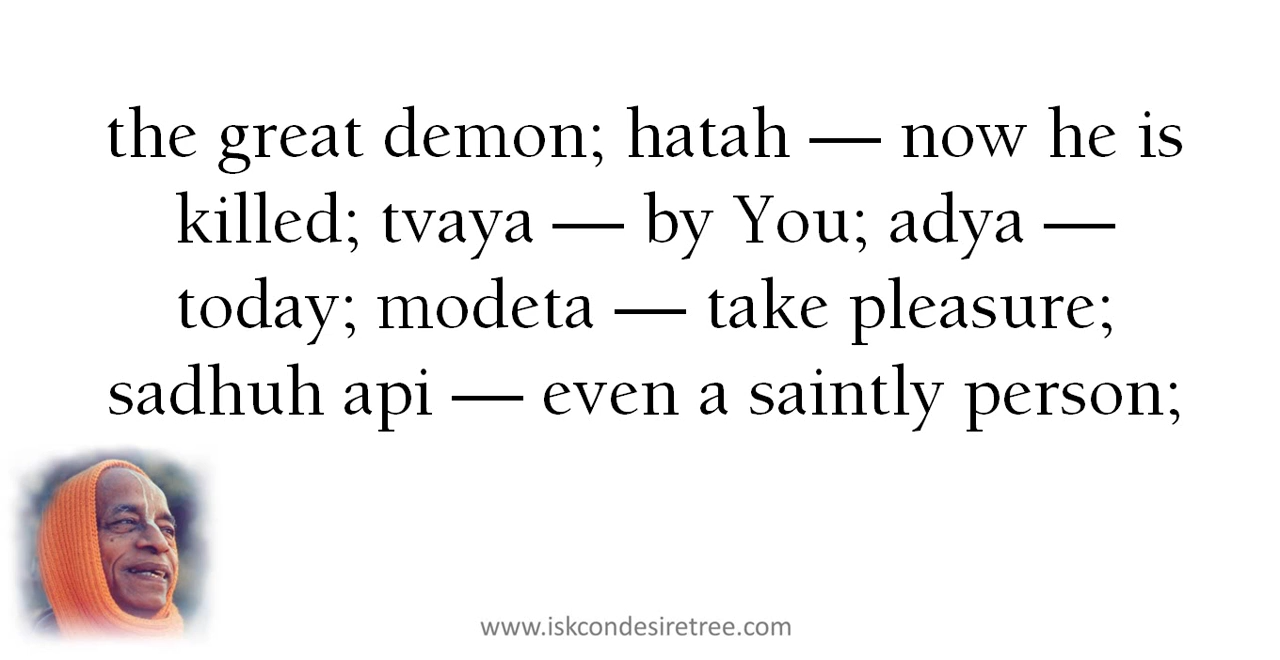 the great demon; hatah — now he is
killed; tvaya — by You; adya —
today; modeta — take pleasure;
sadhuh api — even a saintly person;
www.iskcondesiretree.com